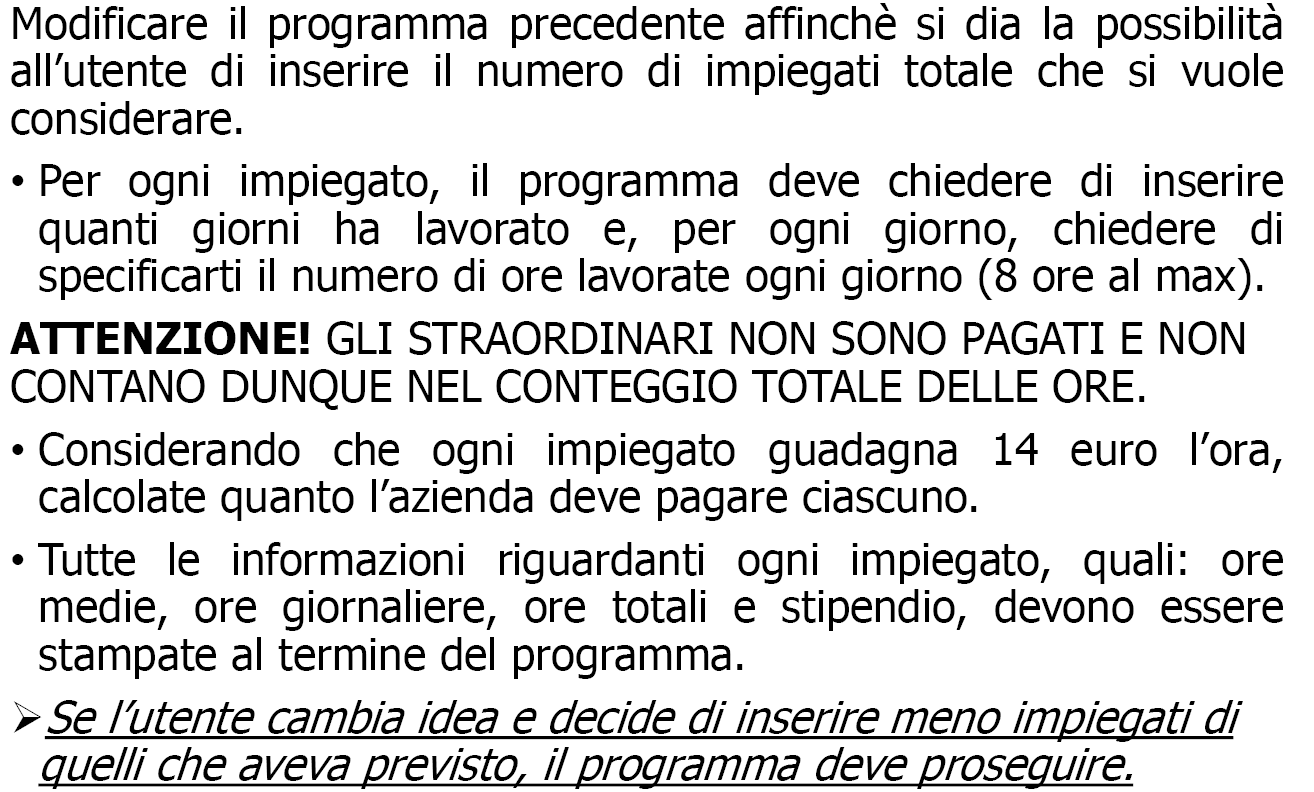 Modificare il programma precedente affinchè si dia la possibilità
all’utente di inserire il numero di impiegati totale che si vuole
considerare.
• Per ogni impiegato, il programma deve chiedere di inserire
quanti giorni ha lavorato e, per ogni giorno, chiedere di
specificarti il numero di ore lavorate ogni giorno (8 ore al max).
ATTENZIONE! GLI STRAORDINARI NON SONO PAGATI E NON
CONTANO DUNQUE NEL CONTEGGIO TOTALE DELLE ORE.
• Considerando che ogni impiegato guadagna 14 euro l’ora,
calcolate quanto l’azienda deve pagare ciascuno.
• Tutte le informazioni riguardanti ogni impiegato, quali: ore
medie, ore giornaliere, ore totali e stipendio, devono essere
stampate al termine del programma.
➢ Se l’utente cambia idea e decide di inserire meno impiegati di
quelli che aveva previsto, il programma deve proseguire.